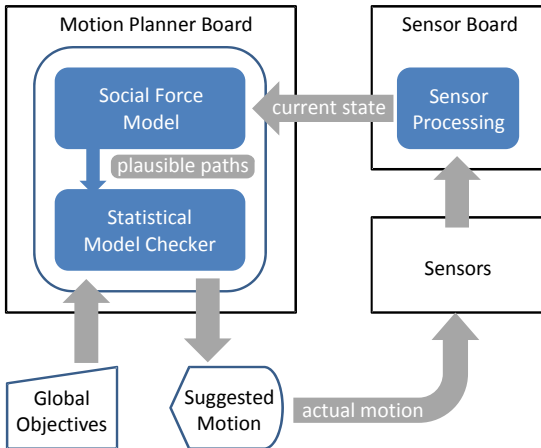 Motion Planner Board
Sensor Board
Social Force
Model
current state
Sensor
Processing
plausible paths
Statistical
Model Checker
Sensors
Global
Objectives
Suggested
Motion
actual motion